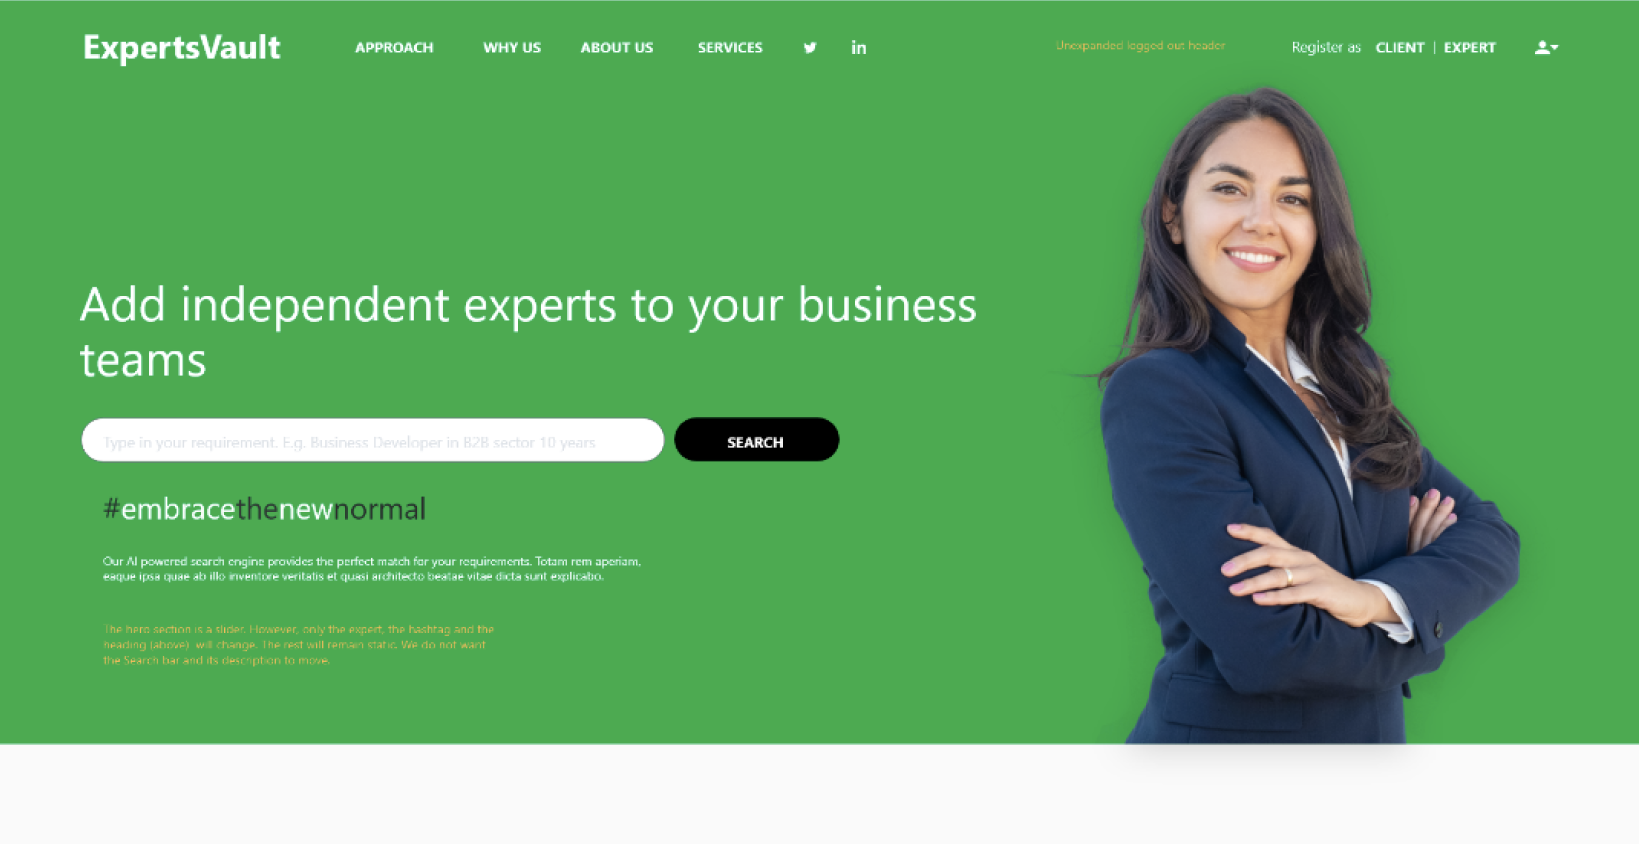 ExpertsVault
APPROACH WHY US ABOUT US SERVICES
Unexpanded logged out header
Register as CLIENT | EXPERT
Add independent experts to your business
teams
Type in your requirement. E.g. Business Developer in B2B sector 10 years
SEARCH
#embracethenewnormal
Our AI powered search engine provides the perfect match for your requirements. Totam rem aperiam,
eaque ipsa quae ab illo inventore veritatis et quasi architecto beatae vitae dicta sunt explicabo.
The hero section is a slider. However, only the expert, the hashtag and the
heading (above) will change. The rest will remain static. We do not want
the Search bar and its description to move.